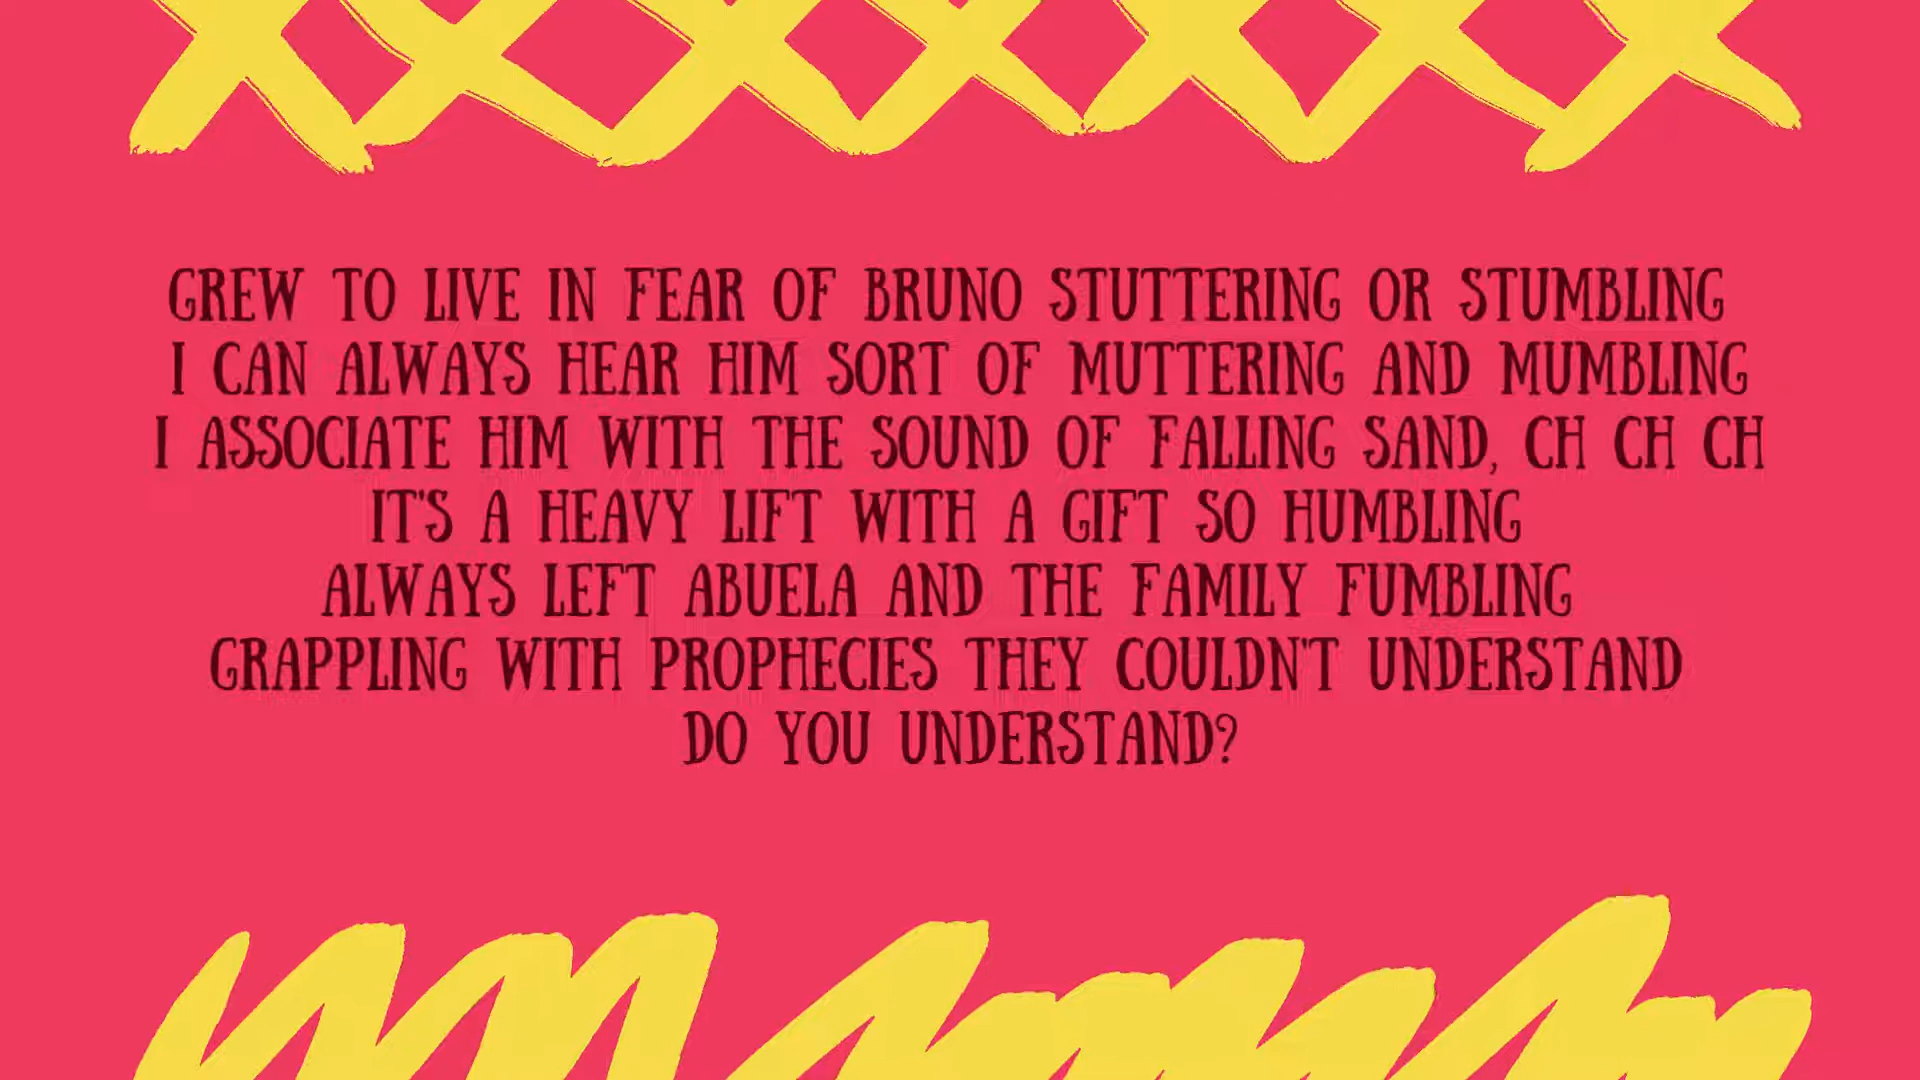 GREW TO LIVE IN FEAR OF BRUNO STUTTERING OR STUMBLING
I CAN ALWAYS HEAR HIM SORT OF MUTTERING AND MUMBLING
I ASSOCIATE HIM WITH THE SOUND OF FALLING SAND, CH CH CH
IT'S A HEAVY LIFT WITH A GIFT SO HUMBLING
ALWAYS LEFT ABUELA AND THE FAMILY FUMBLING
GRAPPLING WITH PROPHECIES THEY COULDN'T UNDERSTAND
DO YOU UNDERSTAND?